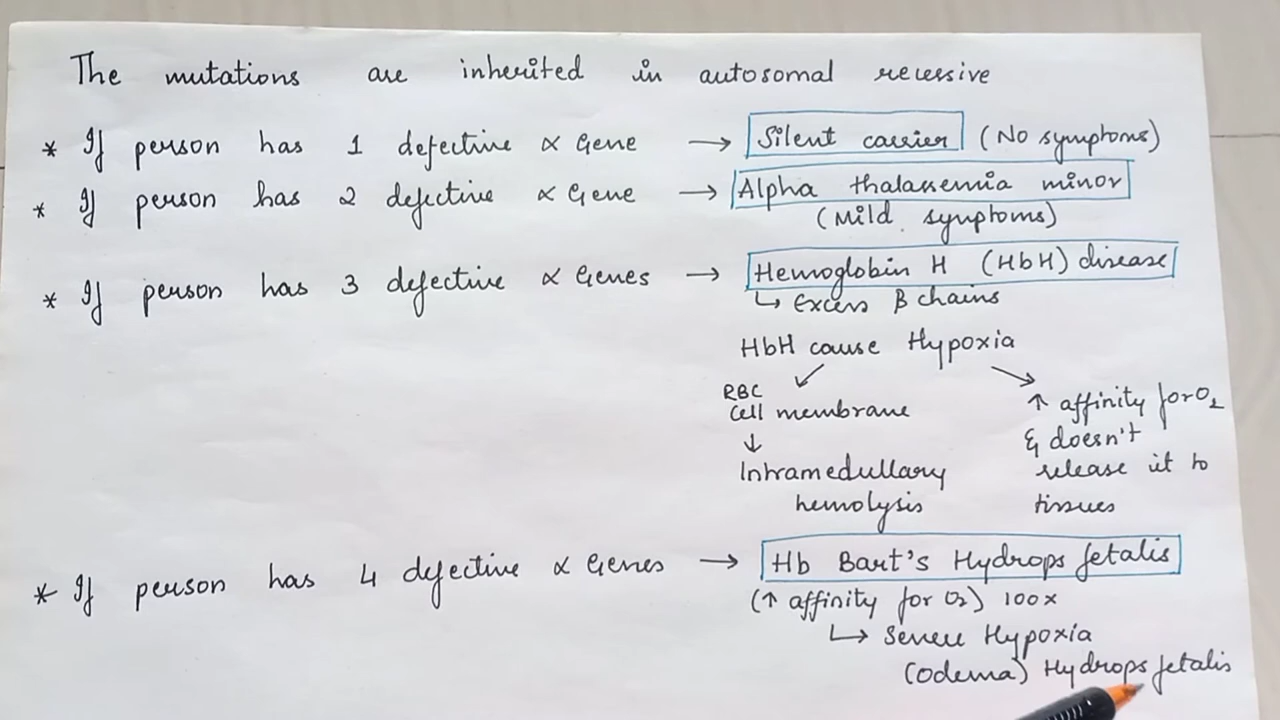 The mutations are inherited in autosomal recessive
* If person has 1 defective α Gene → Silent carrier (No symptoms)
* If person has 2 defective α Gene → Alpha thalassemia minor
(Mild symptoms)
* If person has 3 defective α Genes → Hemoglobin H (HbH) disease
↳ Excess β chains
HbH cause Hypoxia
↙ ↘
RBC
Cell membrane
↓
Intramedullary
hemolysis
↑ affinity for O₂
& doesn't
release it to
tissues
* If person has 4 defective α Genes → Hb Bart's Hydrops fetalis
(↑ affinity for O₂) 100x
↳ Severe Hypoxia
(odema) Hydrops fetalis